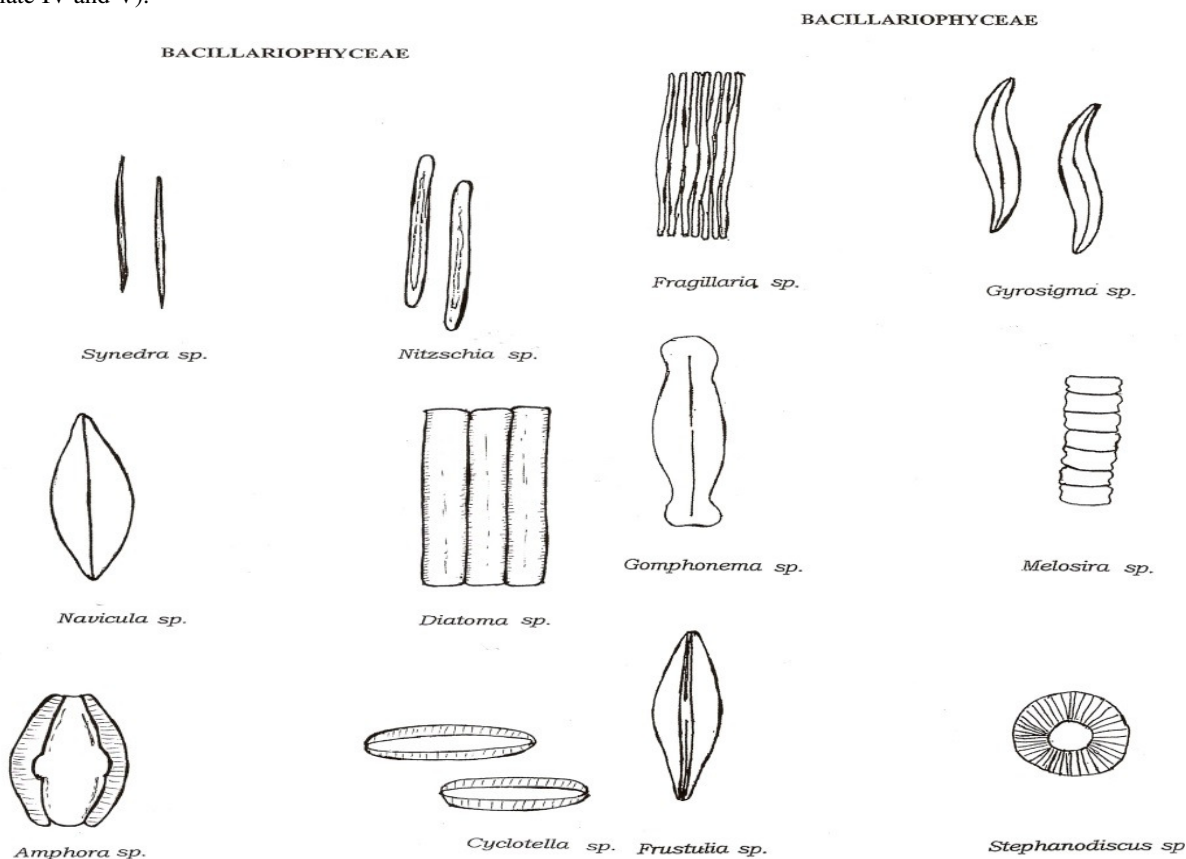 late IV and V).
BACILLARIOPHYCEAE
Synedra sp.
Nitzschia sp.
Navicula sp.
Diatoma sp.
Amphora sp.
Cyclotella sp.
BACILLARIOPHYCEAE
Fragillaria sp.
Gyrosigma sp.
Gomphonema sp.
Melosira sp.
Frustulia sp.
Stephanodiscus sp